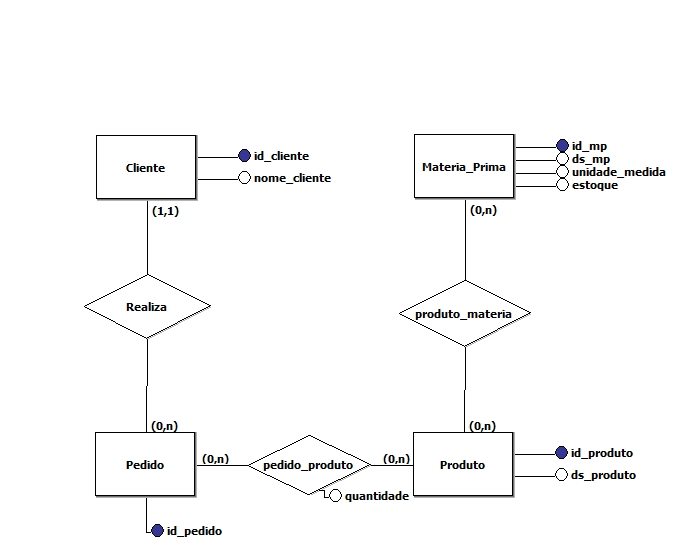 Cliente
id_cliente
nome_cliente
(1,1)
Materia_Prima
id_mp
ds_mp
unidade_medida
estoque
(0,n)
Realiza
produto_materia
(0,n)
(0,n)
Pedido
(0,n)
pedido_produto
(0,n)
quantidade
Produto
id_produto
ds_produto
id_pedido